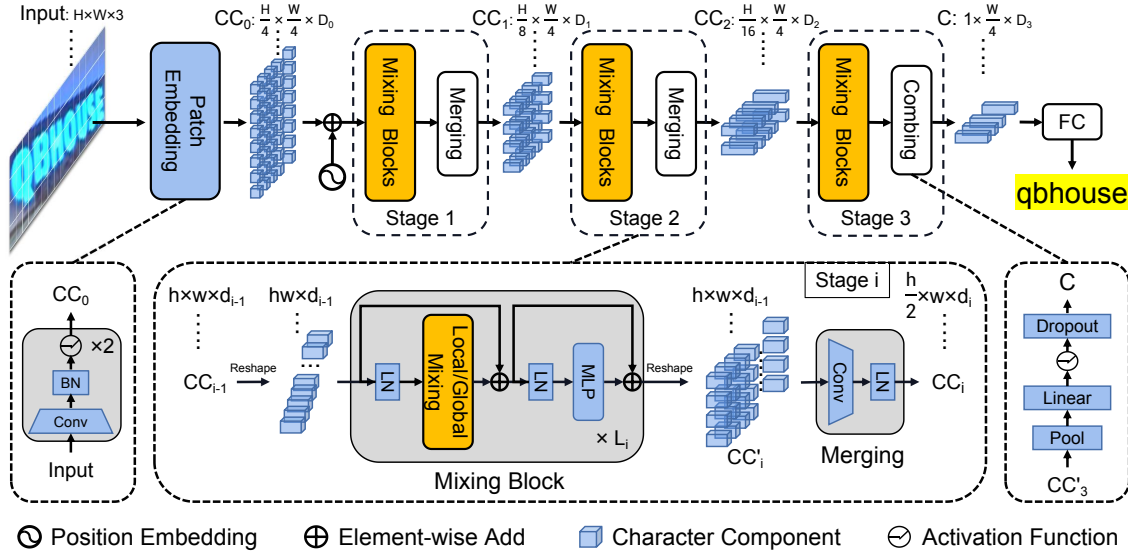 Input: H×W×3
CC₀: H/4 × W/4 × D₀
CC₁: H/8 × W/4 × D₁
CC₂: H/16 × W/4 × D₂
C: 1 × W/4 × D₃
QBHOUSE
Patch Embedding
Mixing Blocks
Merging
Stage 1
Mixing Blocks
Merging
Stage 2
Mixing Blocks
Combing
Stage 3
FC
qbhouse
CC₀
×2
BN
Conv
Input
Stage i
h×w×dᵢ₋₁
CCᵢ₋₁
Reshape
hw×dᵢ₋₁
LN
Local/Global Mixing
LN
MLP
× Lᵢ
Mixing Block
Reshape
h×w×dᵢ₋₁
CC'ᵢ
Conv
LN
Merging
h/2 ×w×dᵢ
CCᵢ
C
Dropout
Linear
Pool
CC'₃
Position Embedding
Element-wise Add
Character Component
Activation Function